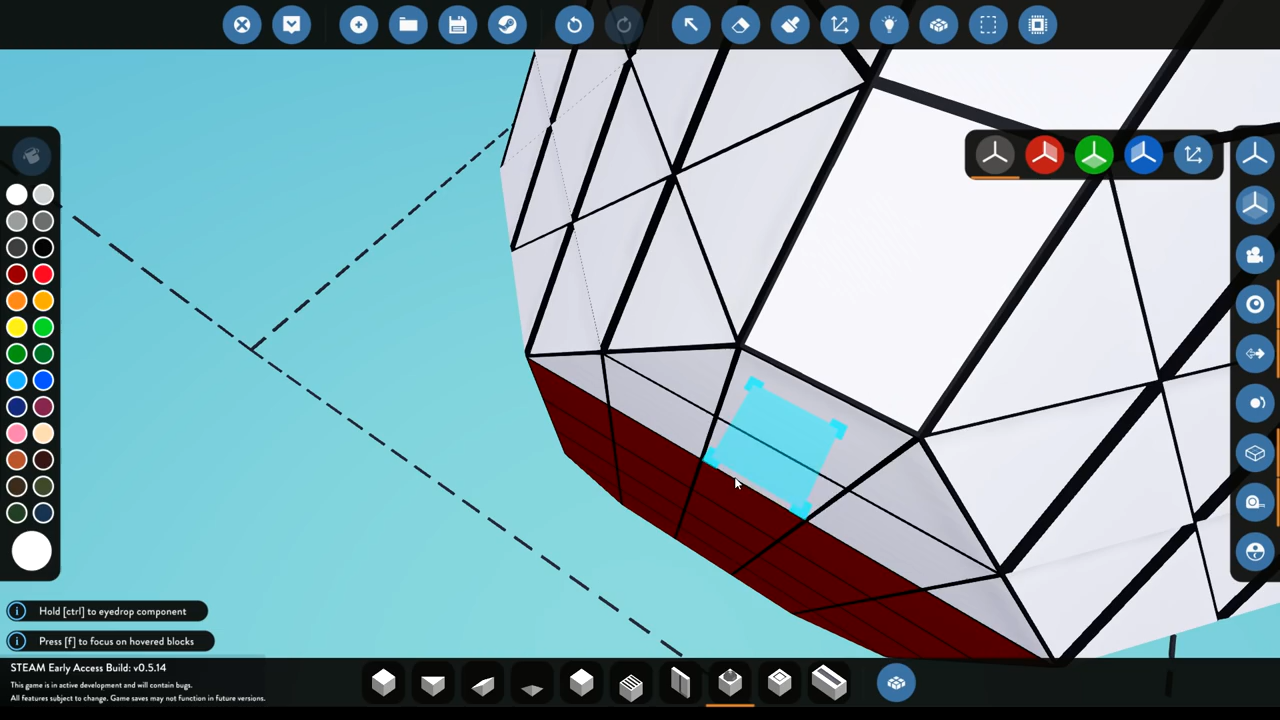 Hold [ctrl] to eyedrop component
Press [f] to focus on hovered blocks
STEAM Early Access Build: v0.5.14
This game is in active development and will contain bugs.
All features subject to change. Game saves may not function in future versions.